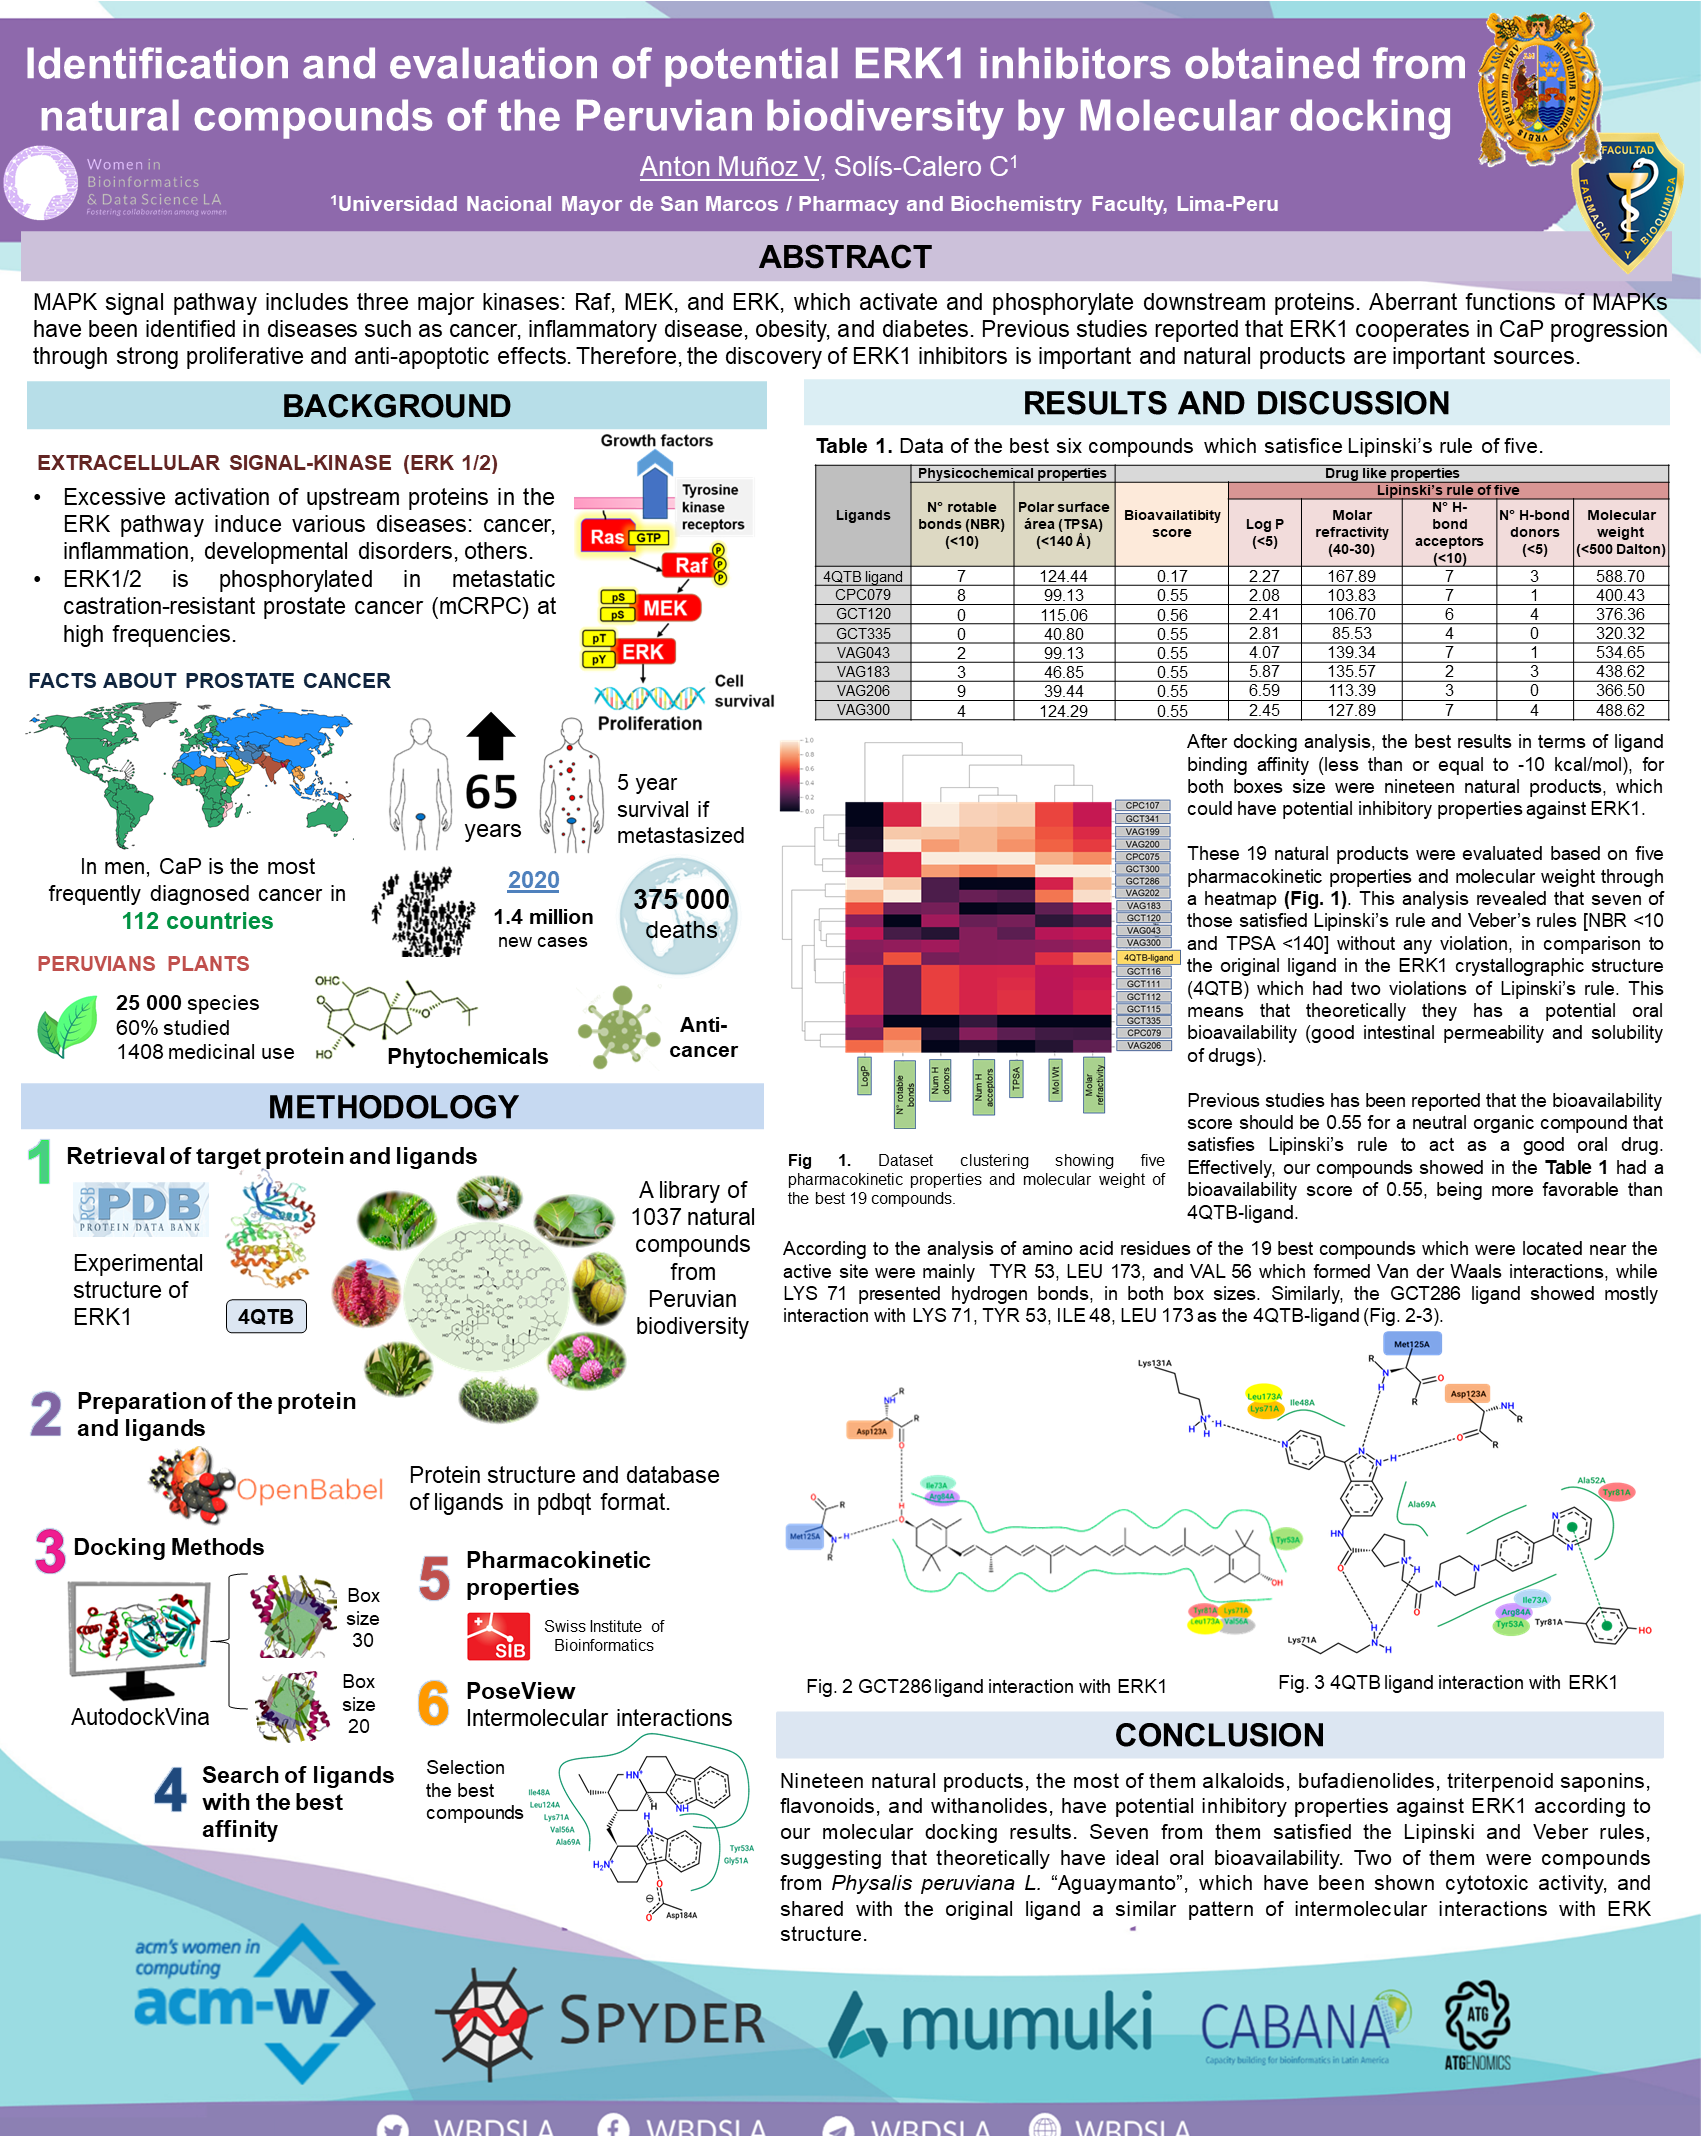 Identification and evaluation of potential ERK1 inhibitors obtained from
natural compounds of the Peruvian biodiversity by Molecular docking
Anton Muñoz V, Solís-Calero C¹
¹Universidad Nacional Mayor de San Marcos / Pharmacy and Biochemistry Faculty, Lima-Peru
Women in
Bioinformatics
& Data Science LA
Fostering collaboration among women
FACULTAD
FARMACIA
Y
BIOQUIMICA
ABSTRACT
MAPK signal pathway includes three major kinases: Raf, MEK, and ERK, which activate and phosphorylate downstream proteins. Aberrant functions of MAPKs
have been identified in diseases such as cancer, inflammatory disease, obesity, and diabetes. Previous studies reported that ERK1 cooperates in CaP progression
through strong proliferative and anti-apoptotic effects. Therefore, the discovery of ERK1 inhibitors is important and natural products are important sources.
BACKGROUND
EXTRACELLULAR SIGNAL-KINASE (ERK 1/2)
• Excessive activation of upstream proteins in the
ERK pathway induce various diseases: cancer,
inflammation, developmental disorders, others.
• ERK1/2 is phosphorylated in metastatic
castration-resistant prostate cancer (mCRPC) at
high frequencies.
Growth factors
Tyrosine
kinase
receptors
Ras GTP
Raf P P P
pS pS MEK
pT pY ERK
Cell
survival
Proliferation
FACTS ABOUT PROSTATE CANCER
In men, CaP is the most
frequently diagnosed cancer in
112 countries
65
years
5 year
survival if
metastasized
2020
1.4 million
new cases
375 000
deaths
PERUVIANS PLANTS
25 000 species
60% studied
1408 medicinal use
OHC
O
HO
O
Phytochemicals
Anti-
cancer
METHODOLOGY
1 Retrieval of target protein and ligands
RCSB
PDB
PROTEIN DATA BANK
Experimental
structure of
ERK1
4QTB
A library of
1037 natural
compounds
from
Peruvian
biodiversity
2 Preparation of the protein
and ligands
OpenBabel
Protein structure and database
of ligands in pdbqt format.
3 Docking Methods
AutodockVina
Box
size
30
Box
size
20
4 Search of ligands
with the best
affinity
5 Pharmacokinetic
properties
SIB
Swiss Institute of
Bioinformatics
6 PoseView
Intermolecular interactions
Selection
the best
compounds
Ile48A
Leu124A
Lys71A
Val56A
Ala69A
Tyr53A
Gly51A
Asp184A
RESULTS AND DISCUSSION
Table 1. Data of the best six compounds which satisfice Lipinski's rule of five.
Ligands
Physicochemical properties
Drug like properties
Lipinski's rule of five
N° rotable bonds (NBR) (<10)
Polar surface área (TPSA) (<140 Å)
Bioavailatibity score
Log P (<5)
Molar refractivity (40-30)
N° H-bond acceptors (<10)
N° H-bond donors (<5)
Molecular weight (<500 Dalton)
4QTB ligand 7 124.44 0.17 2.27 167.89 7 3 588.70
CPC079 8 99.13 0.55 2.08 103.83 7 1 400.43
GCT120 0 115.06 0.56 2.41 106.70 6 4 376.36
GCT335 0 40.80 0.55 2.81 85.53 4 0 320.32
VAG043 2 99.13 0.55 4.07 139.34 7 1 534.65
VAG183 3 46.85 0.55 5.87 135.57 2 3 438.62
VAG206 9 39.44 0.55 6.59 113.39 3 0 366.50
VAG300 4 124.29 0.55 2.45 127.89 7 4 488.62
1.0
0.8
0.6
0.4
0.2
0.0
CPC107
GCT341
VAG199
VAG200
CPC075
GCT300
GCT286
VAG202
VAG183
GCT120
VAG043
VAG300
4QTB-ligand
GCT116
GCT111
GCT112
GCT115
GCT335
CPC079
VAG206
LogP
N° rotable bonds
Num H donors
Num H acceptors
TPSA
Mol Wt
Molar refractivity
Fig 1. Dataset clustering showing five
pharmacokinetic properties and molecular weight of
the best 19 compounds.
After docking analysis, the best results in terms of ligand
binding affinity (less than or equal to -10 kcal/mol), for
both boxes size were nineteen natural products, which
could have potential inhibitory properties against ERK1.
These 19 natural products were evaluated based on five
pharmacokinetic properties and molecular weight through
a heatmap (Fig. 1). This analysis revealed that seven of
those satisfied Lipinski's rule and Veber's rules [NBR <10
and TPSA <140] without any violation, in comparison to
the original ligand in the ERK1 crystallographic structure
(4QTB) which had two violations of Lipinski's rule. This
means that theoretically they has a potential oral
bioavailability (good intestinal permeability and solubility
of drugs).
Previous studies has been reported that the bioavailability
score should be 0.55 for a neutral organic compound that
satisfies Lipinski's rule to act as a good oral drug.
Effectively, our compounds showed in the Table 1 had a
bioavailability score of 0.55, being more favorable than
4QTB-ligand.
According to the analysis of amino acid residues of the 19 best compounds which were located near the
active site were mainly TYR 53, LEU 173, and VAL 56 which formed Van der Waals interactions, while
LYS 71 presented hydrogen bonds, in both box sizes. Similarly, the GCT286 ligand showed mostly
interaction with LYS 71, TYR 53, ILE 48, LEU 173 as the 4QTB-ligand (Fig. 2-3).
Asp123A
Met125A
Ile73A
Arg84A
Tyr53A
Tyr81A Lys71A
Leu173A Val56A
Fig. 2 GCT286 ligand interaction with ERK1
Lys131A
Leu173A
Lys71A
Ile48A
Met125A
Asp123A
Ala69A
Ala52A
Tyr81A
Ile73A
Arg84A
Tyr53A
Tyr81A
Lys71A
Fig. 3 4QTB ligand interaction with ERK1
CONCLUSION
Nineteen natural products, the most of them alkaloids, bufadienolides, triterpenoid saponins,
flavonoids, and withanolides, have potential inhibitory properties against ERK1 according to
our molecular docking results. Seven from them satisfied the Lipinski and Veber rules,
suggesting that theoretically have ideal oral bioavailability. Two of them were compounds
from Physalis peruviana L. “Aguaymanto”, which have been shown cytotoxic activity, and
shared with the original ligand a similar pattern of intermolecular interactions with ERK
structure.
acm's women in
computing
acm-w
SPYDER
mumuki
CABANA
Capacity building for bioinformatics in Latin America
ATG
ATGENOMICS
WBDSLA
WBDSLA
WBDSLA
WBDSLA